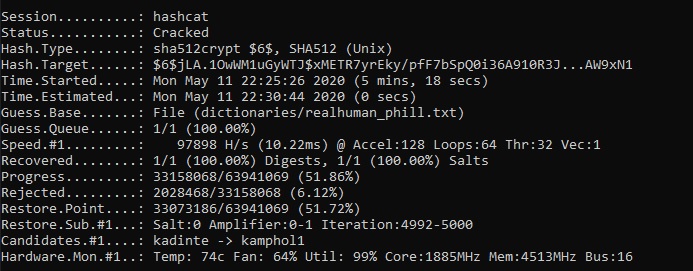 Session..........: hashcat
Status...........: Cracked
Hash.Type........: sha512crypt $6$, SHA512 (Unix)
Hash.Target......: $6$jLA.1OwWM1uGyWTJ$xMETR7yrEky/pfF7bSpQ0i36A910R3J...AW9xN1
Time.Started.....: Mon May 11 22:25:26 2020 (5 mins, 18 secs)
Time.Estimated...: Mon May 11 22:30:44 2020 (0 secs)
Guess.Base.......: File (dictionaries/realhuman_phill.txt)
Guess.Queue......: 1/1 (100.00%)
Speed.#1.........:    97898 H/s (10.22ms) @ Accel:128 Loops:64 Thr:32 Vec:1
Recovered........: 1/1 (100.00%) Digests, 1/1 (100.00%) Salts
Progress.........: 33158068/63941069 (51.86%)
Rejected.........: 2028468/33158068 (6.12%)
Restore.Point....: 33073186/63941069 (51.72%)
Restore.Sub.#1...: Salt:0 Amplifier:0-1 Iteration:4992-5000
Candidates.#1....: kadinte -> kamphol1
Hardware.Mon.#1..: Temp: 74c Fan: 64% Util: 99% Core:1885MHz Mem:4513MHz Bus:16